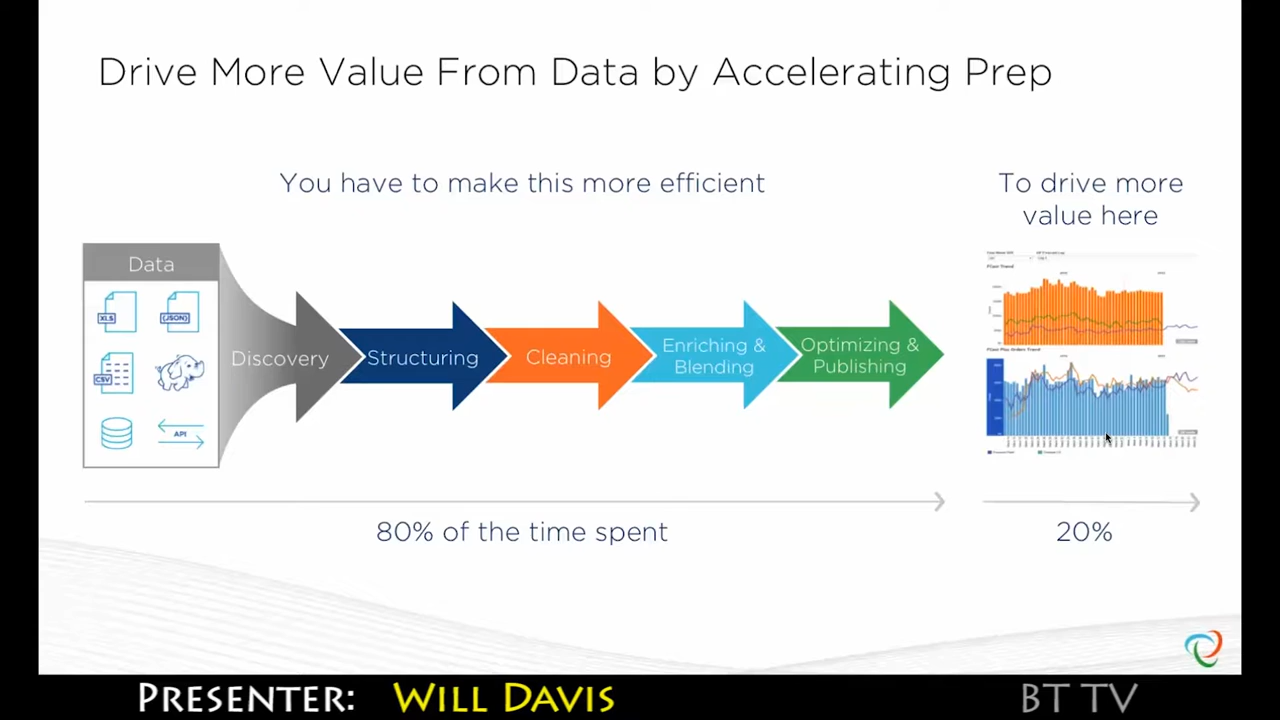 Drive More Value From Data by Accelerating Prep
You have to make this more efficient
To drive more
value here
Data
XLS
{JSON}
CSV
API
Discovery
Structuring
Cleaning
Enriching &
Blending
Optimizing &
Publishing
80% of the time spent
20%
PRESENTER: WILL DAVIS
BT TV